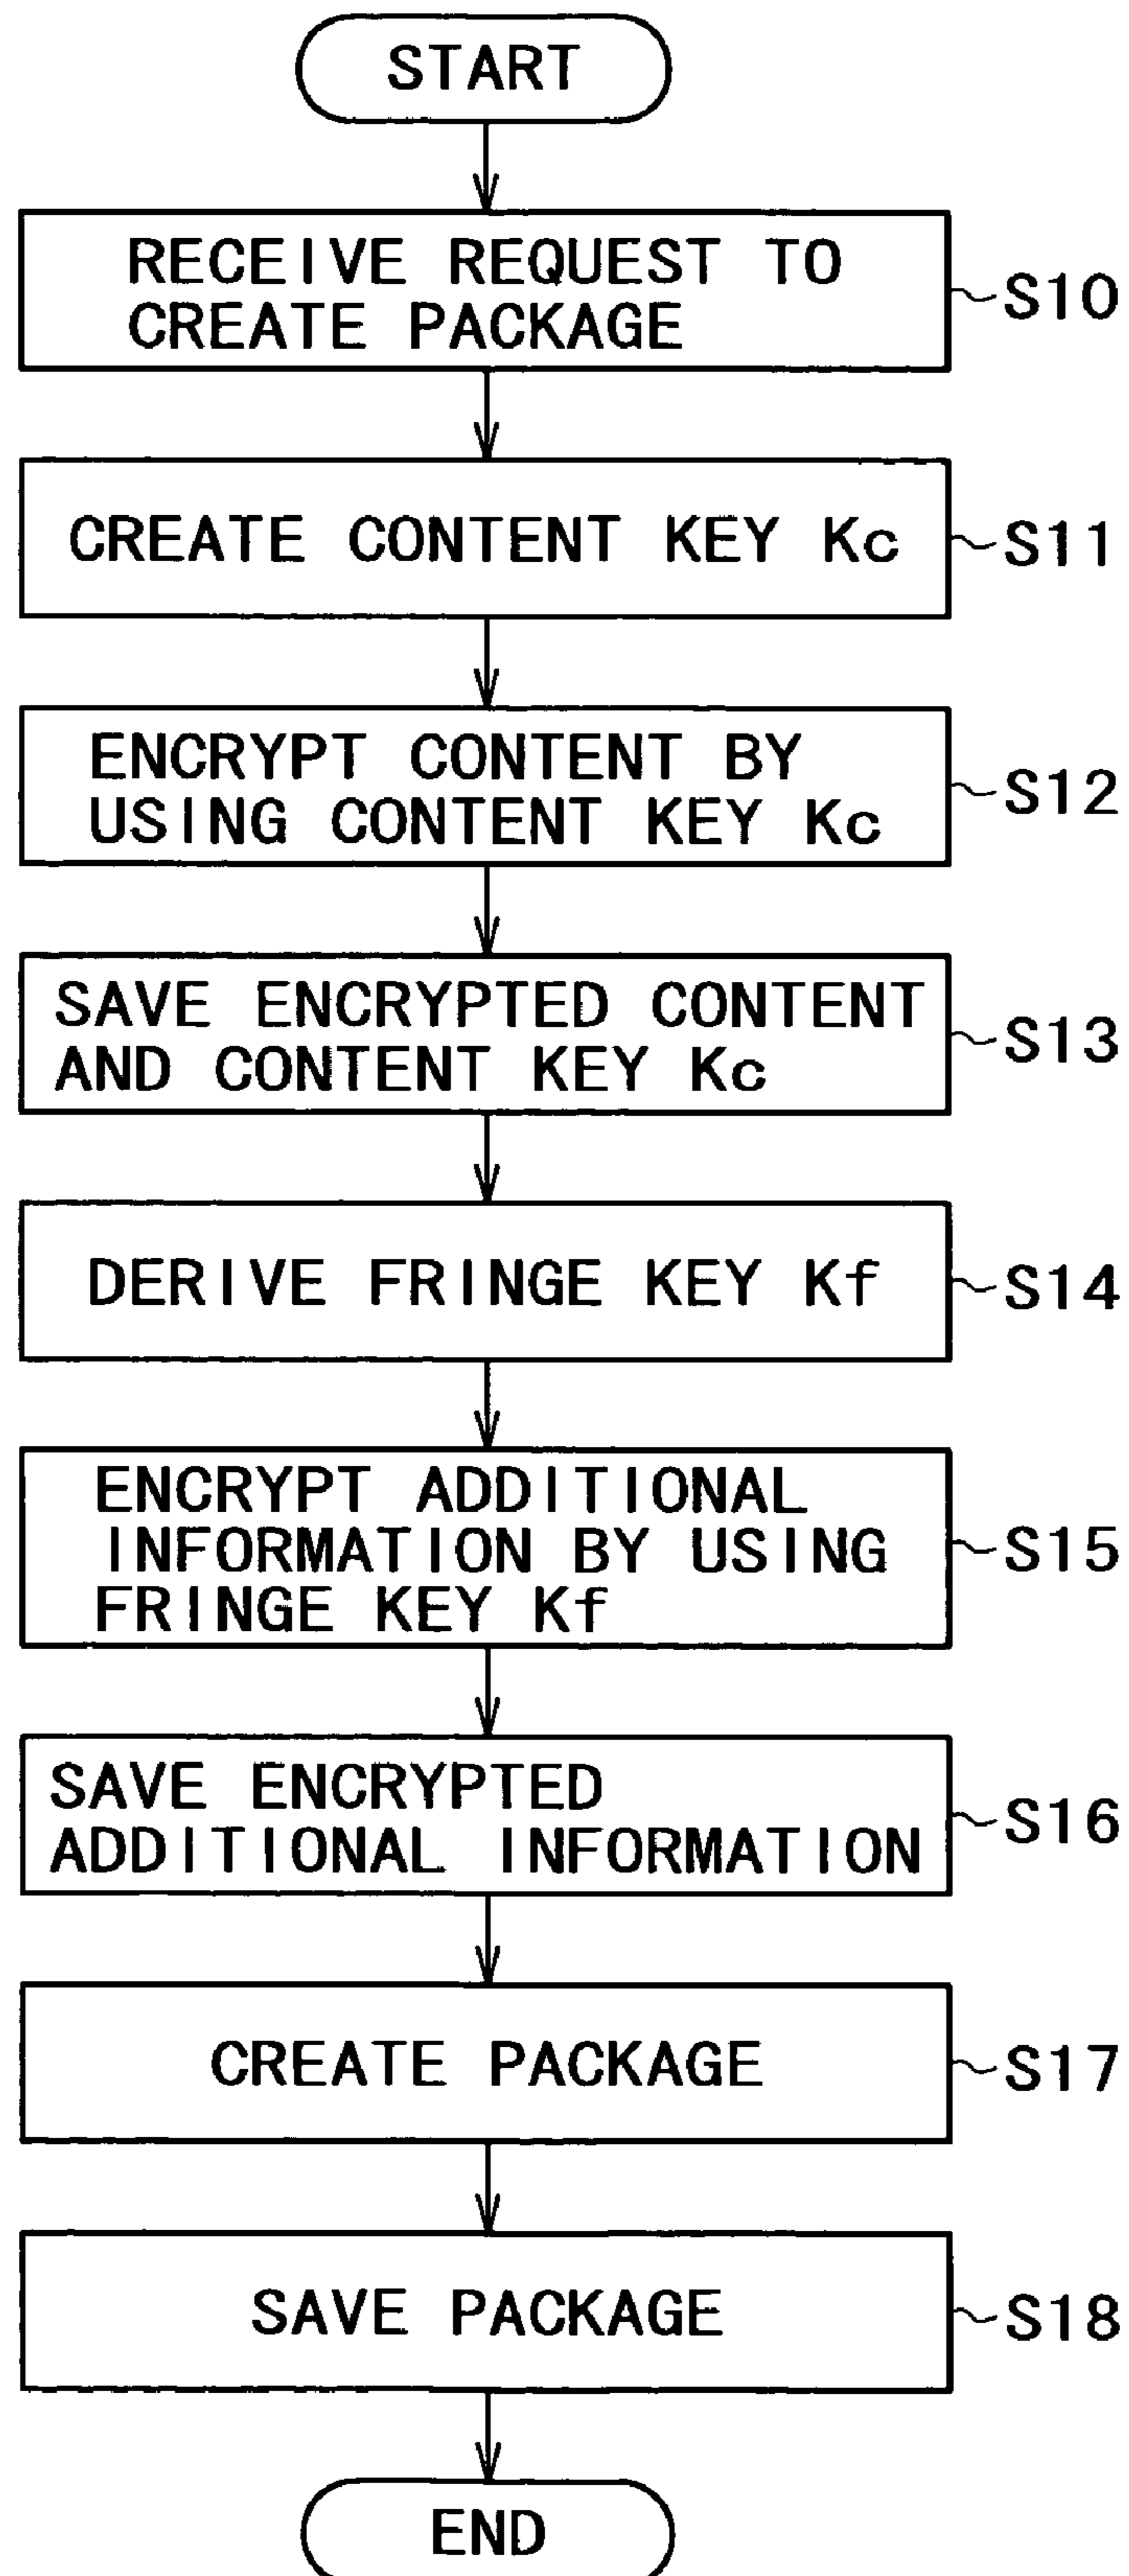 START
RECEIVE REQUEST TO
CREATE PACKAGE
S10
CREATE CONTENT KEY Kc
S11
ENCRYPT CONTENT BY
USING CONTENT KEY Kc
S12
SAVE ENCRYPTED CONTENT
AND CONTENT KEY Kc
S13
DERIVE FRINGE KEY Kf
S14
ENCRYPT ADDITIONAL
INFORMATION BY USING
FRINGE KEY Kf
S15
SAVE ENCRYPTED
ADDITIONAL INFORMATION
S16
CREATE PACKAGE
S17
SAVE PACKAGE
S18
END